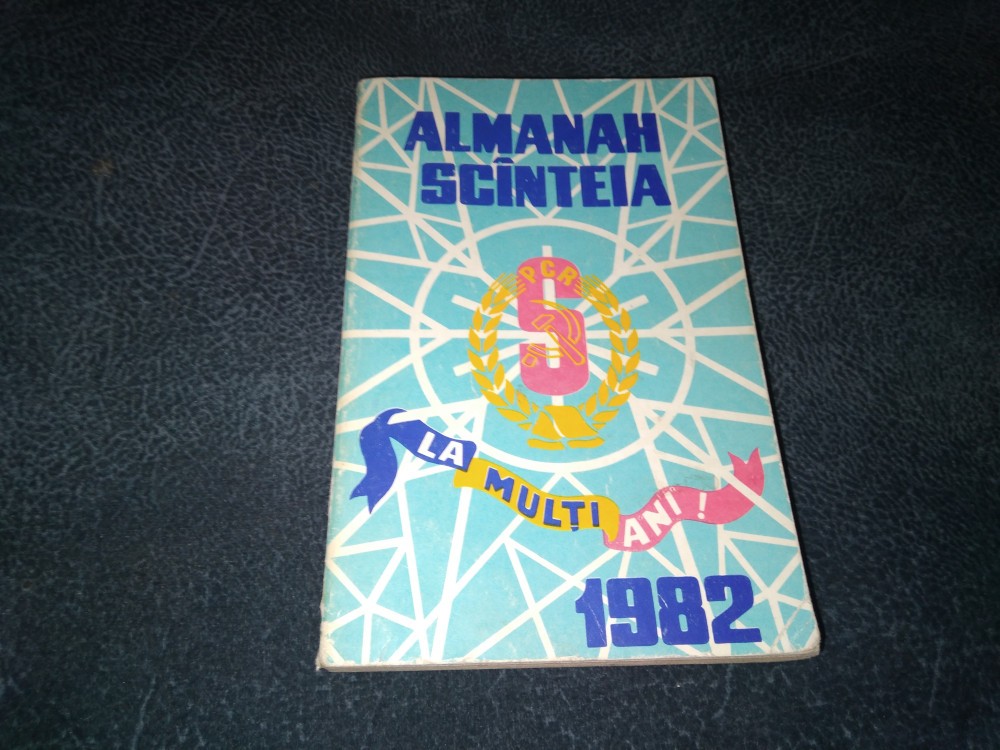 ALMANAH
SCÎNTEIA
PCR
S
LA MULȚI ANI!
1982